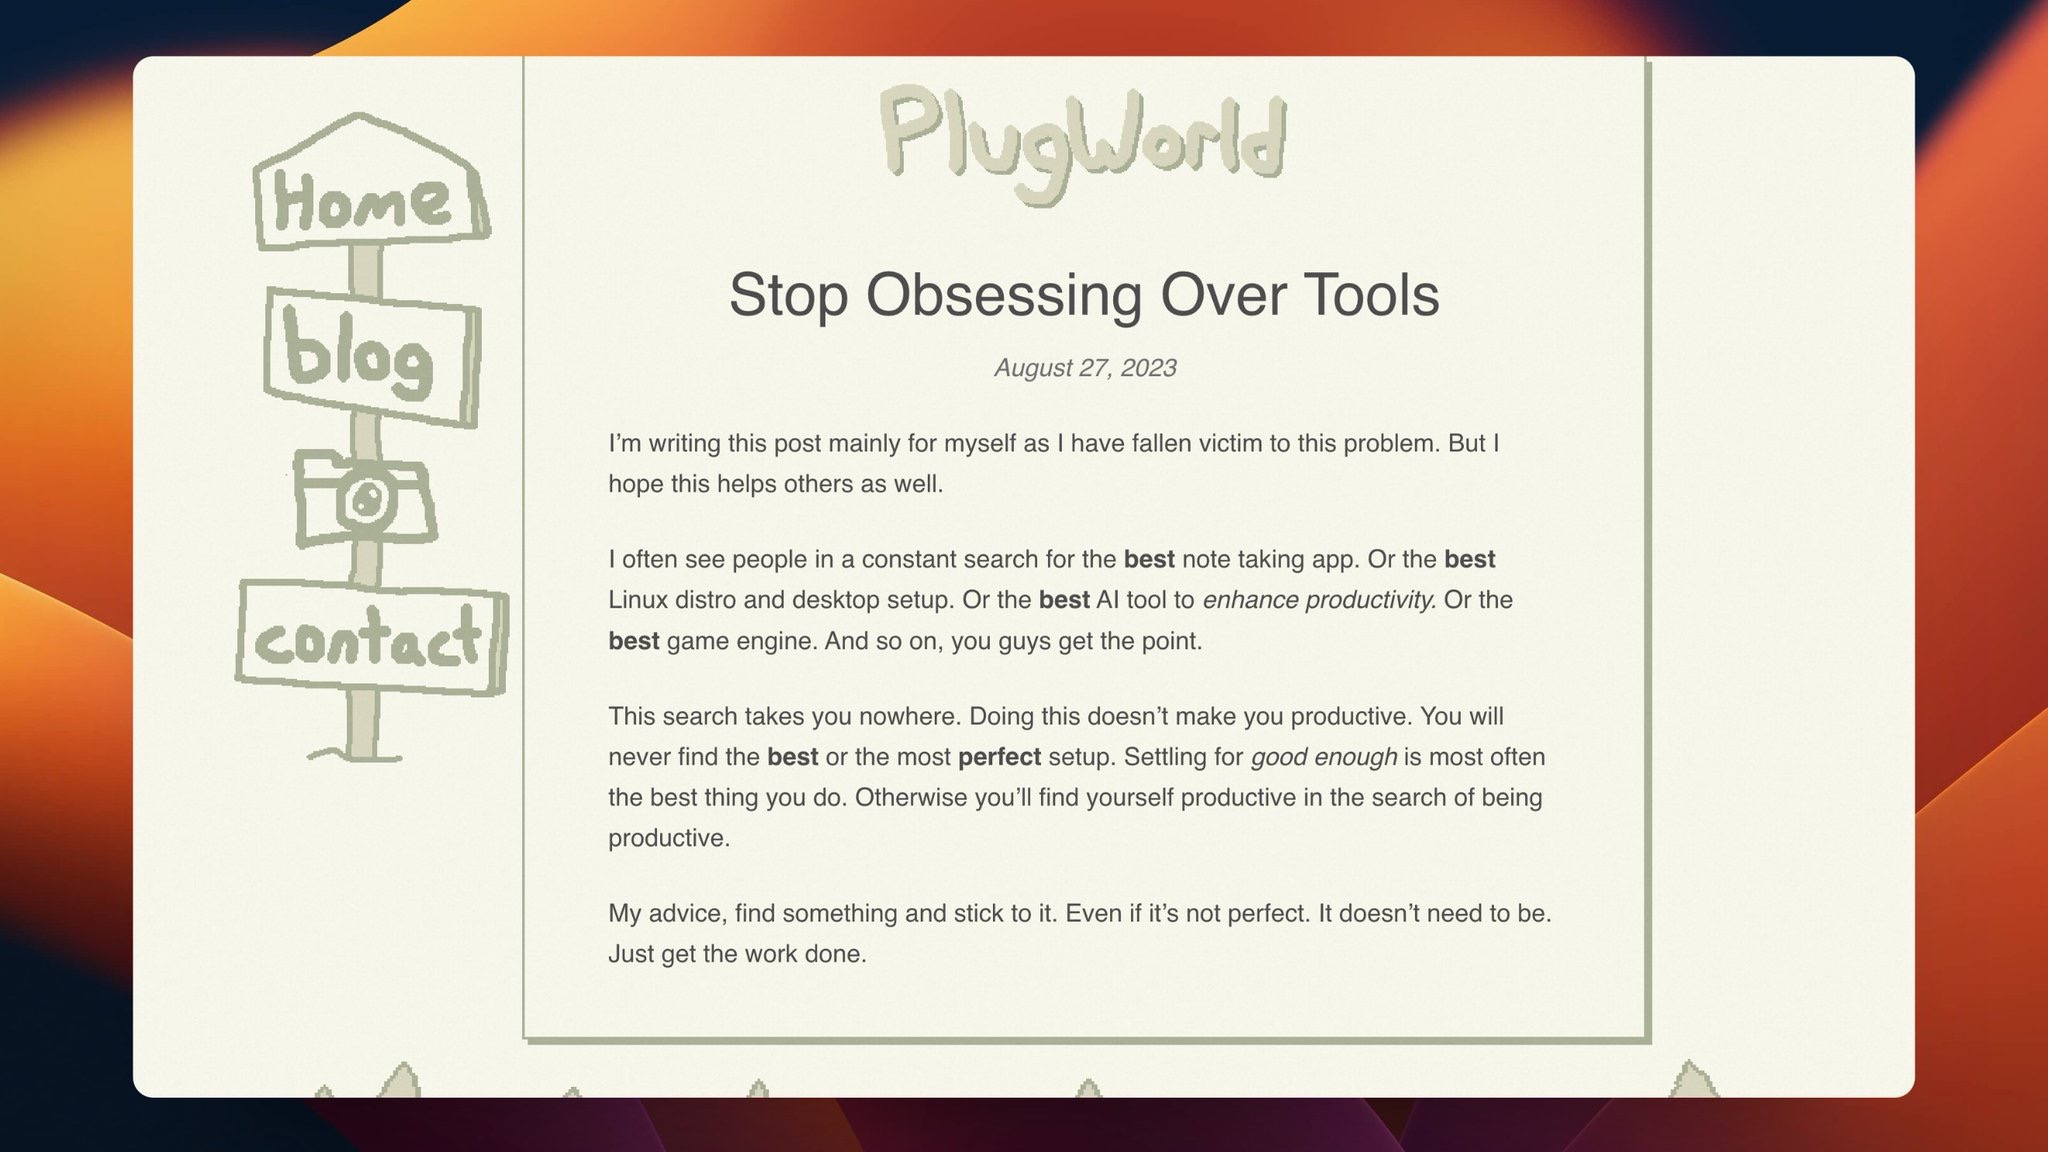 Home
blog
contact
PlugWorld
Stop Obsessing Over Tools
August 27, 2023
I’m writing this post mainly for myself as I have fallen victim to this problem. But I
hope this helps others as well.
I often see people in a constant search for the best note taking app. Or the best
Linux distro and desktop setup. Or the best AI tool to enhance productivity. Or the
best game engine. And so on, you guys get the point.
This search takes you nowhere. Doing this doesn’t make you productive. You will
never find the best or the most perfect setup. Settling for good enough is most often
the best thing you do. Otherwise you’ll find yourself productive in the search of being
productive.
My advice, find something and stick to it. Even if it’s not perfect. It doesn’t need to be.
Just get the work done.